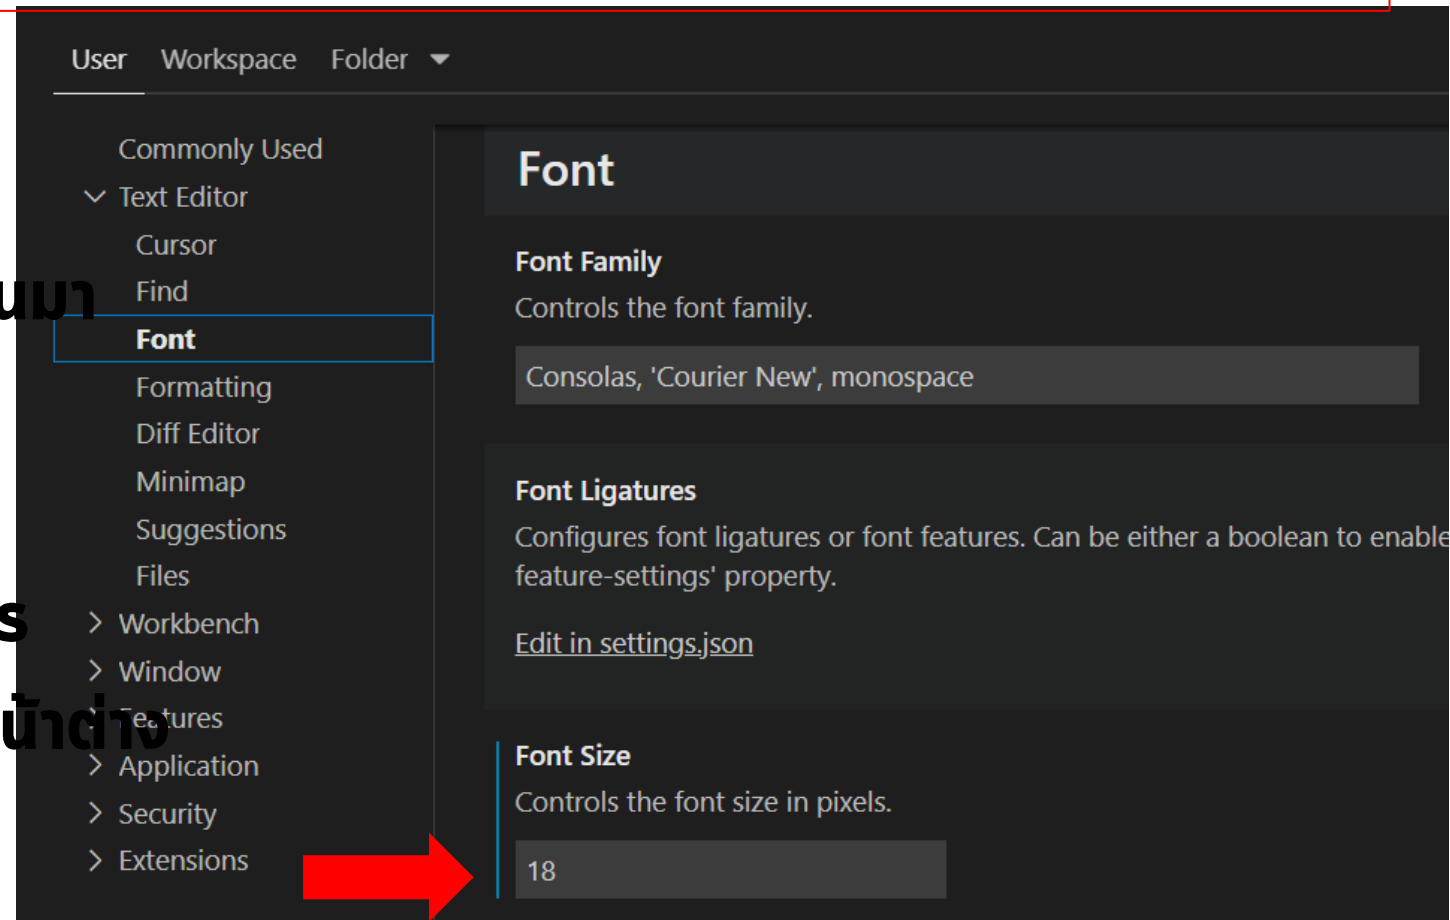 User Workspace Folder
Commonly Used
Text Editor
Cursor
Find
Font
Formatting
Diff Editor
Minimap
Suggestions
Files
Workbench
Window
Features
Application
Security
Extensions
นมา
ร
น้าต่าง
Font
Font Family
Controls the font family.
Consolas, 'Courier New', monospace
Font Ligatures
Configures font ligatures or font features. Can be either a boolean to enable
feature-settings' property.
Edit in settings.json
Font Size
Controls the font size in pixels.
18